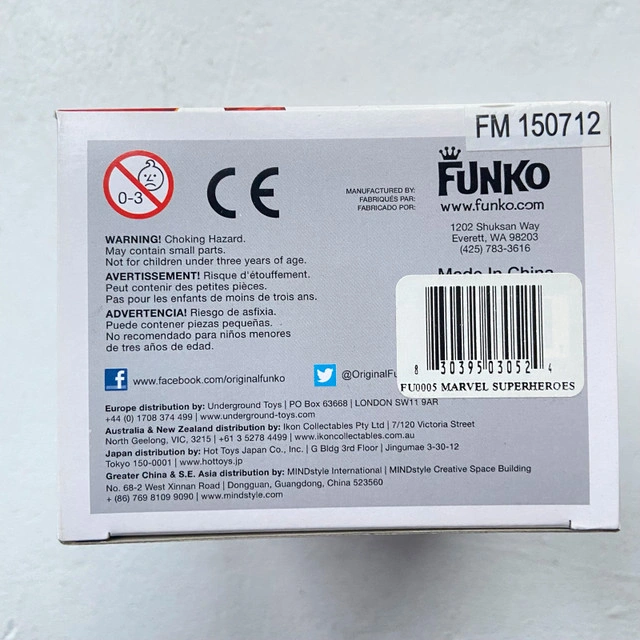 FM 150712
0-3
CE
MANUFACTURED BY:
FABRIQUÉS PAR:
FABRICADO POR:
FUNKO
www.funko.com
1202 Shuksan Way
Everett, WA 98203
(425) 783-3616
Made In China
WARNING! Choking Hazard.
May contain small parts.
Not for children under three years of age.
AVERTISSEMENT! Risque d'étouffement.
Peut contenir des petites pièces.
Pas pour les enfants de moins de trois ans.
ADVERTENCIA! Riesgo de asfixia.
Puede contener piezas pequeñas.
No recomendado para niños menores
de tres años de edad.
8 30395 03052 4
FU0005 MARVEL SUPERHEROES
f www.facebook.com/originalfunko
@OriginalFu
Europe distribution by: Underground Toys | PO Box 63668 | LONDON SW11 9AR
+44 (0) 1708 374 499 | www.underground-toys.com
Australia & New Zealand distribution by: Ikon Collectables Pty Ltd | 7/120 Victoria Street
North Geelong, VIC, 3215 | +61 3 5278 4499 | www.ikoncollectables.com.au
Japan distribution by: Hot Toys Japan Co., Inc. | G Bldg 3rd Floor | Jingumae 3-30-12
Tokyo 150-0001 | www.hottoys.jp
Greater China & S.E. Asia distribution by: MINDstyle International | MINDstyle Creative Space Building
No. 68-2 West Xinnan Road | Dongguan, Guangdong, China 523560
+ (86) 769 8109 9090 | www.mindstyle.com